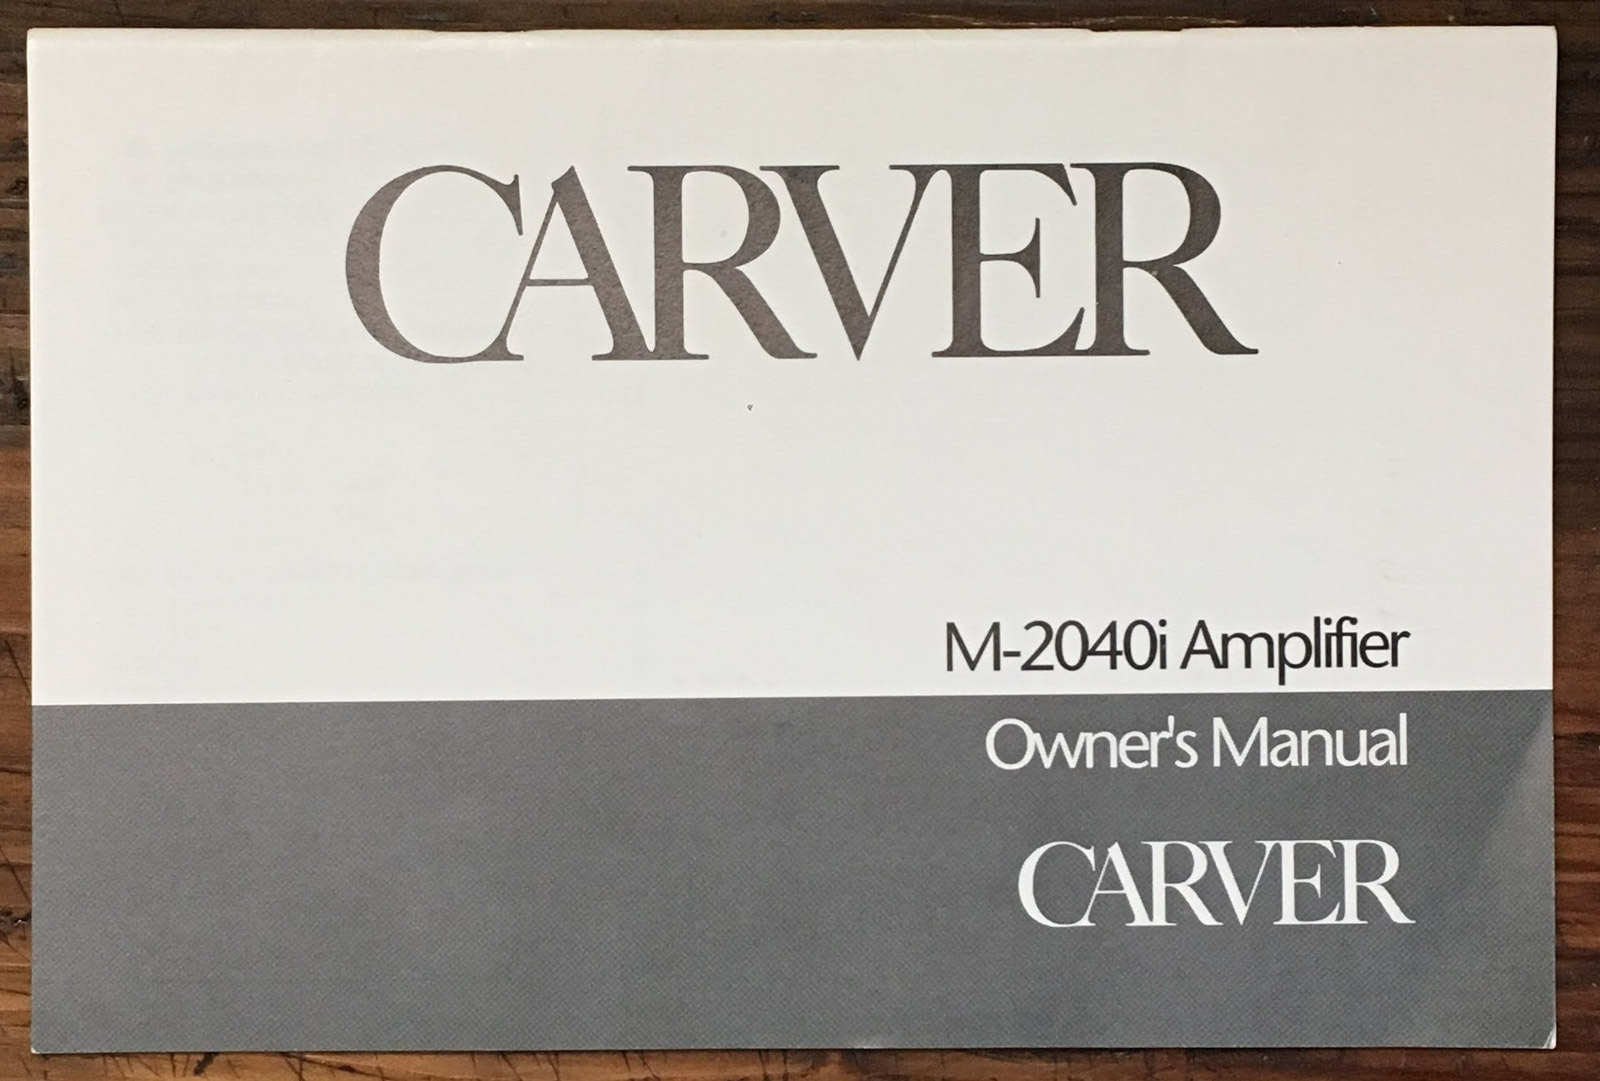 CARVER
M-2040i Amplifier
Owner's Manual
CARVER